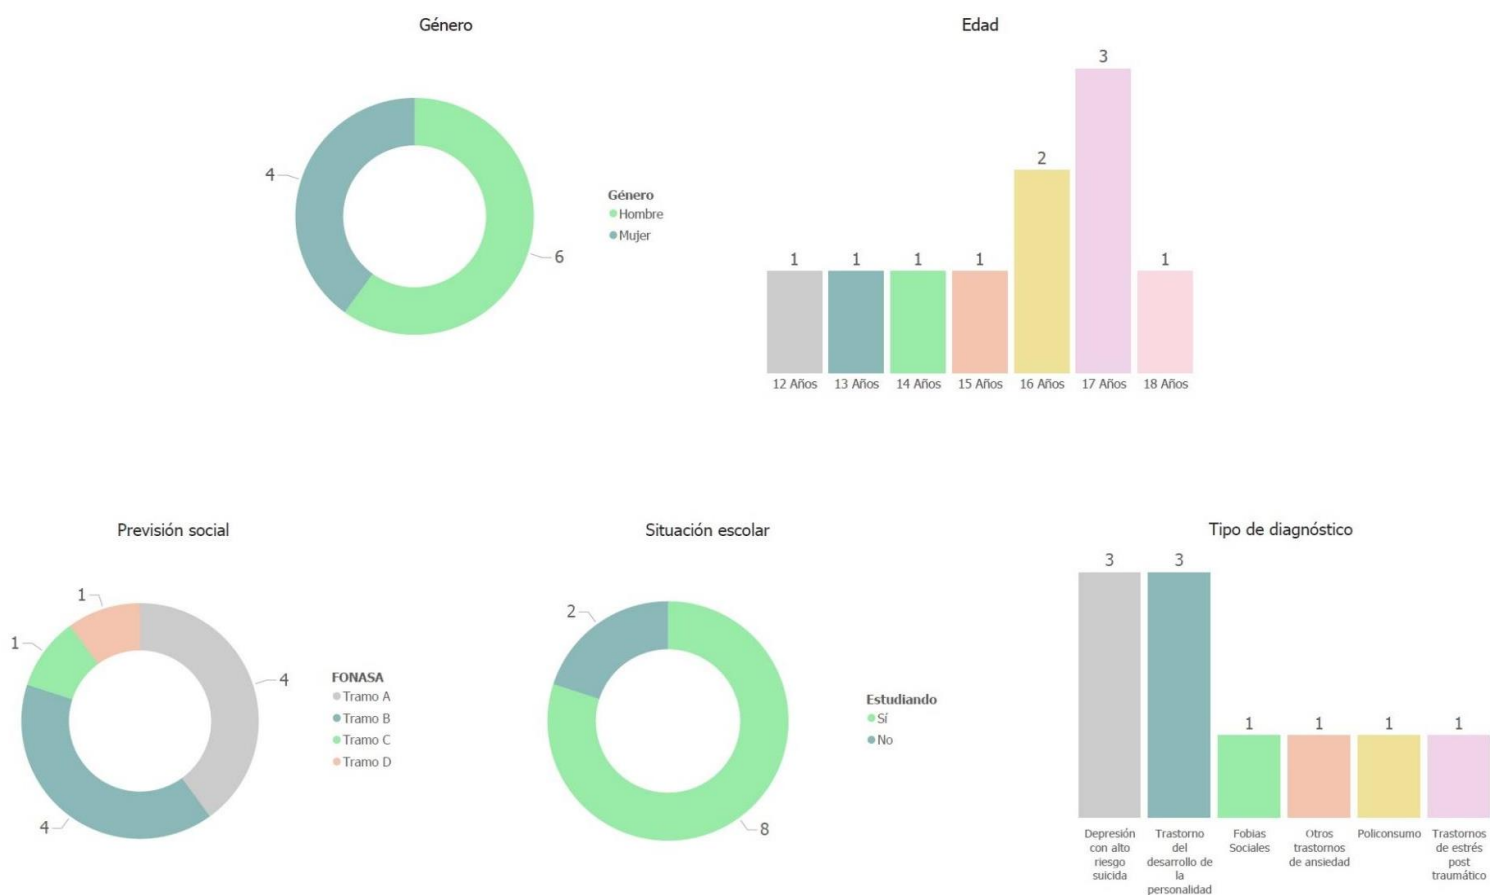 Género
4
6
Género
Hombre
Mujer
Edad
1
1
1
1
2
3
1
12 Años
13 Años
14 Años
15 Años
16 Años
17 Años
18 Años
Previsión social
1
1
4
4
FONASA
Tramo A
Tramo B
Tramo C
Tramo D
Situación escolar
2
8
Estudiando
Sí
No
Tipo de diagnóstico
3
3
1
1
1
1
Depresión
con alto
riesgo
suicida
Trastorno
del
desarrollo de
la
personalidad
Fobias
Sociales
Otros
trastornos
de ansiedad
Policonsumo
Trastornos
de estrés
post
traumático